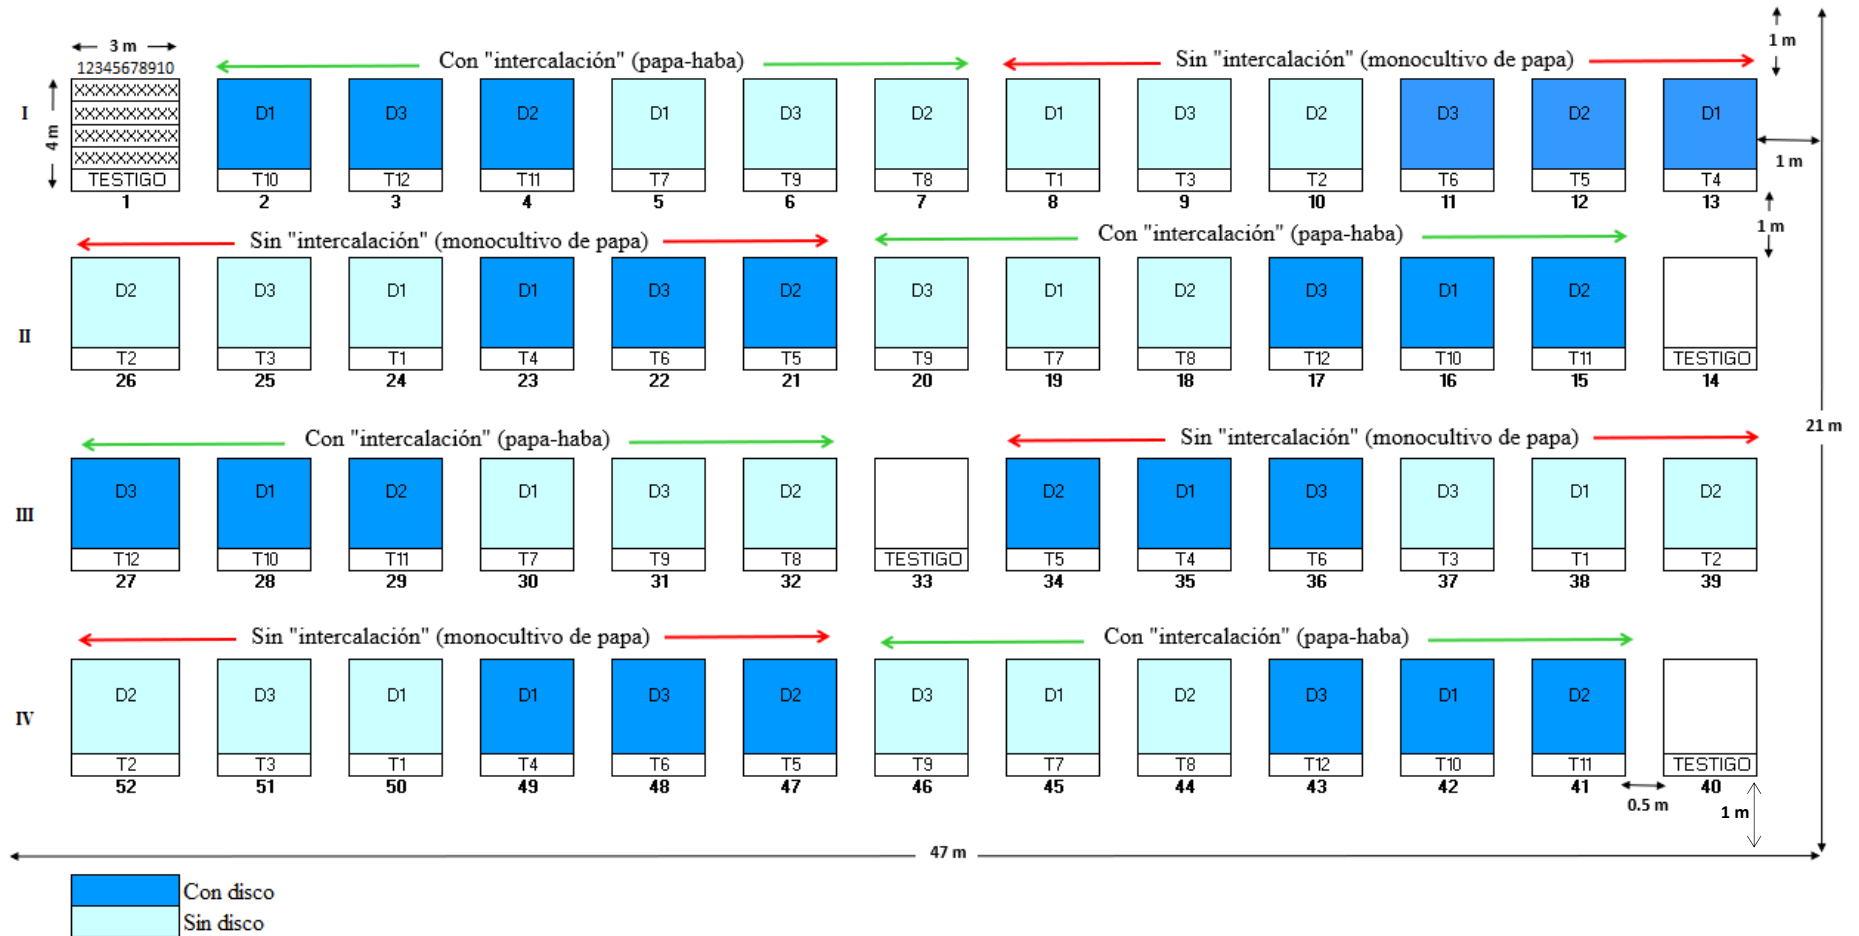 3 m
12345678910
Con "intercalación" (papa-haba)
Sin "intercalación" (monocultivo de papa)
1 m
I
4 m
XXXXXXXXXX
XXXXXXXXXX
XXXXXXXXXX
XXXXXXXXXX
D1 D3 D2 D1 D3 D2 D1 D3 D2 D3 D2 D1
1 m
TESTIGO T10 T12 T11 T7 T9 T8 T1 T3 T2 T6 T5 T4
1 2 3 4 5 6 7 8 9 10 11 12 13
1 m
Sin "intercalación" (monocultivo de papa)
Con "intercalación" (papa-haba)
II
D2 D3 D1 D1 D3 D2 D3 D1 D2 D3 D1 D2
T2 T3 T1 T4 T6 T5 T9 T7 T8 T12 T10 T11 TESTIGO
26 25 24 23 22 21 20 19 18 17 16 15 14
21 m
Con "intercalación" (papa-haba)
Sin "intercalación" (monocultivo de papa)
III
D3 D1 D2 D1 D3 D2 D2 D1 D3 D3 D1 D2
T12 T10 T11 T7 T9 T8 TESTIGO T5 T4 T6 T3 T1 T2
27 28 29 30 31 32 33 34 35 36 37 38 39
Sin "intercalación" (monocultivo de papa)
Con "intercalación" (papa-haba)
IV
D2 D3 D1 D1 D3 D2 D3 D1 D2 D3 D1 D2
T2 T3 T1 T4 T6 T5 T9 T7 T8 T12 T10 T11 TESTIGO
52 51 50 49 48 47 46 45 44 43 42 41 40
0.5 m
1 m
47 m
Con disco
Sin disco